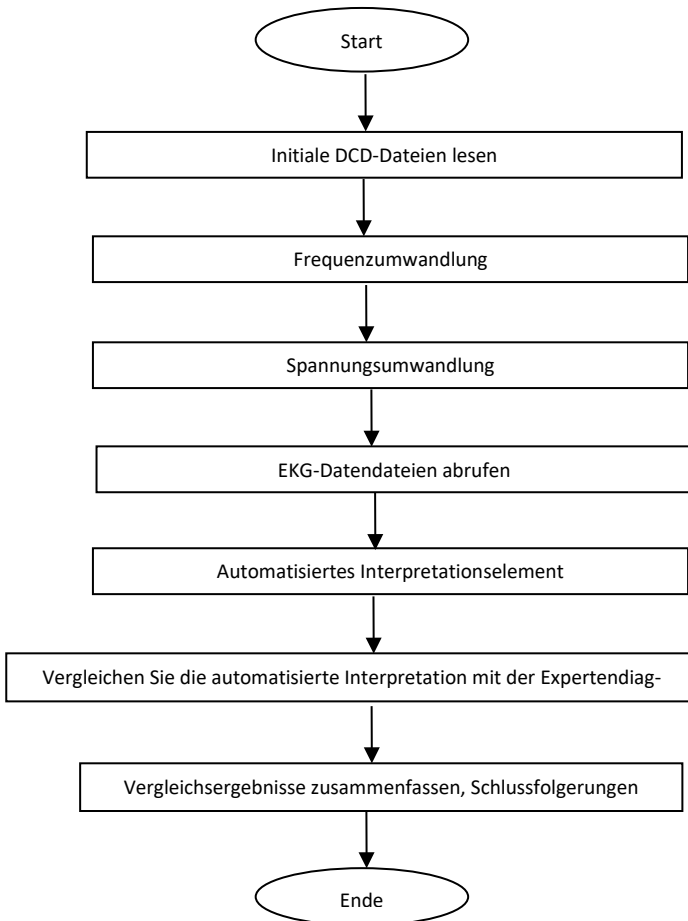 Start
Initiale DCD-Dateien lesen
Frequenzumwandlung
Spannungsumwandlung
EKG-Datendateien abrufen
Automatisiertes Interpretationselement
Vergleichen Sie die automatisierte Interpretation mit der Expertendiag-
Vergleichsergebnisse zusammenfassen, Schlussfolgerungen
Ende